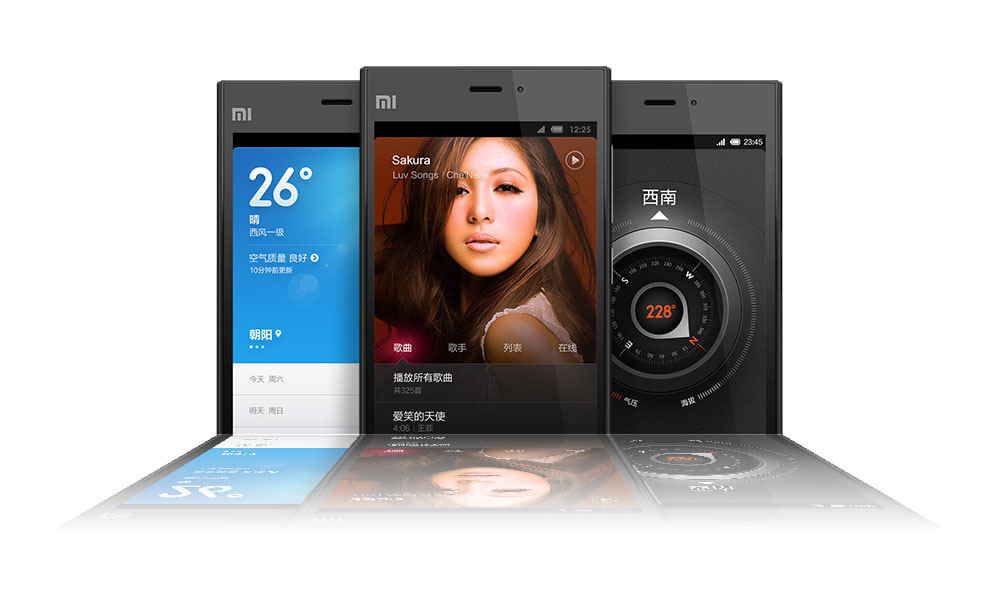 mi
26°
晴
西风一级
空气质量 良好
10分钟前更新
朝阳
今天 周六
明天 周日
mi
12:25
Sakura
Luv Songs | Che'Nelle
歌曲
歌手
列表
在线
播放所有歌曲
共325首
爱笑的天使
4:06 | 王菲
23:45
西南
S
W
N
E
228°
气压
海拔